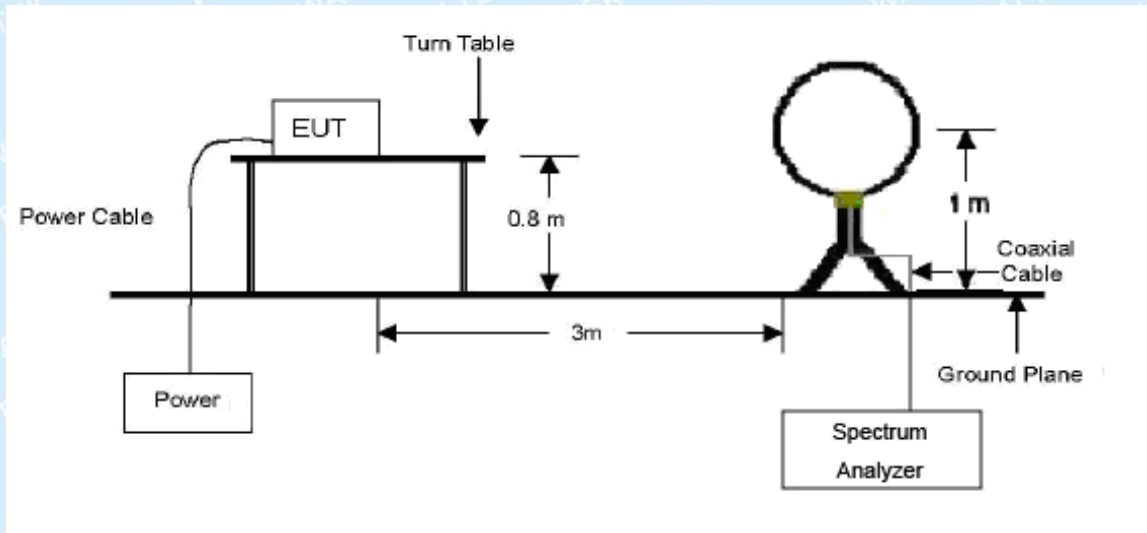 Turn Table
EUT
Power Cable
0.8 m
1 m
Coaxial
Cable
3m
Ground Plane
Power
Spectrum
Analyzer